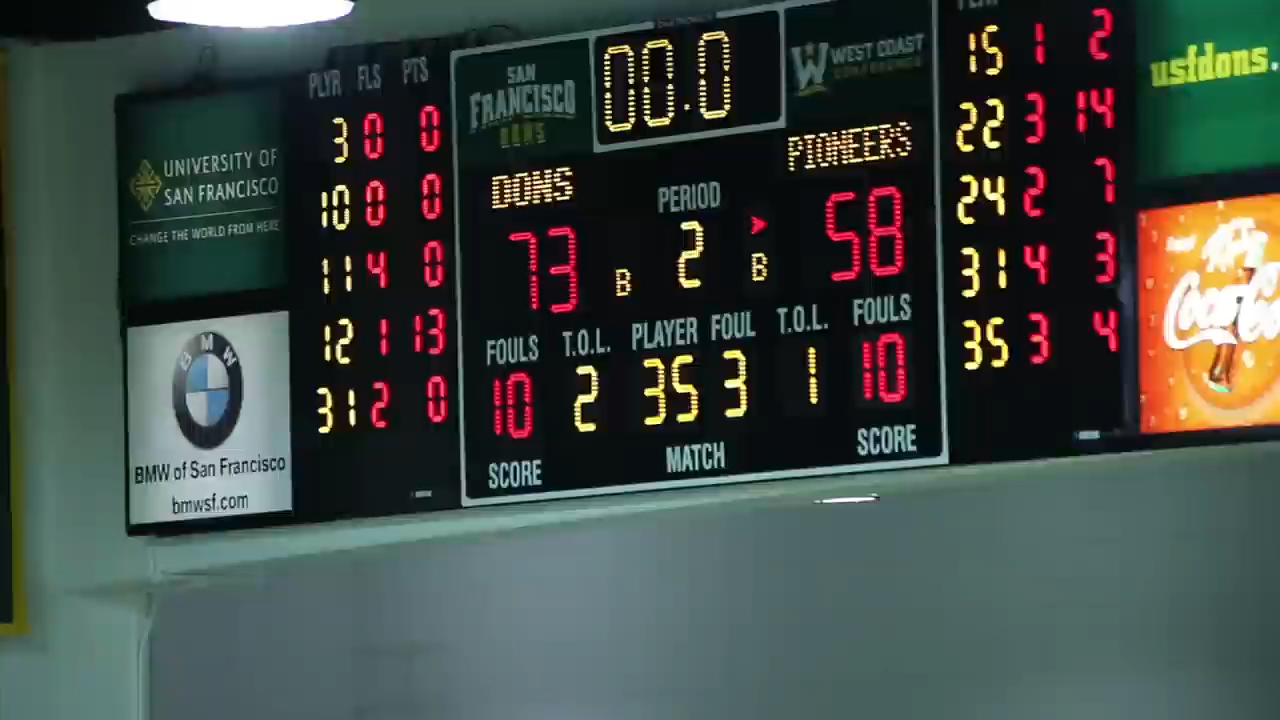 UNIVERSITY OF
SAN FRANCISCO
CHANGE THE WORLD FROM HERE
BMW
BMW of San Francisco
bmwsf.com
PLYR FLS PTS
3 0 0
10 0 0
11 4 0
12 1 13
31 2 0
SAN
FRANCISCO
DONS
00.0
W WEST COAST
CONFERENCE
DONS
PERIOD
PIONEERS
73 B 2 B 58
FOULS T.O.L. PLAYER FOUL T.O.L. FOULS
10 2 35 3 1 10
SCORE MATCH SCORE
15 1 2
22 3 14
24 2 7
31 4 3
35 3 4
usfdons.
Coca-Co